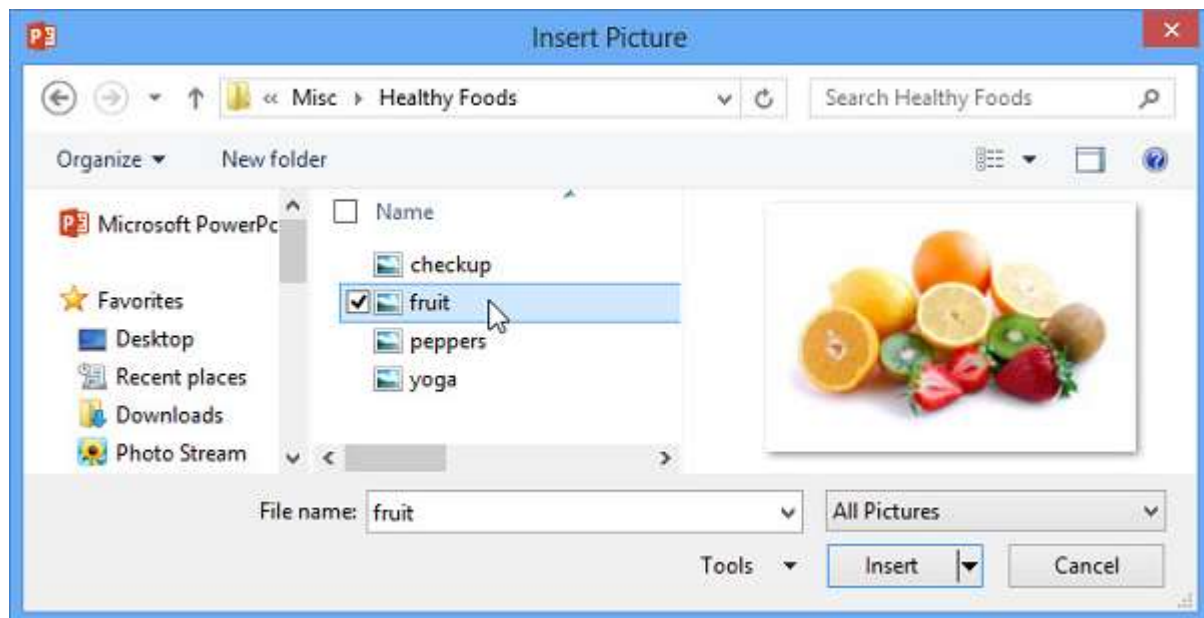 Insert Picture
« Misc Healthy Foods
Search Healthy Foods
Organize
New folder
Microsoft PowerPo
Name
checkup
Favorites
fruit
Desktop
peppers
Recent places
yoga
Downloads
Photo Stream
File name: fruit
All Pictures
Tools
Insert
Cancel